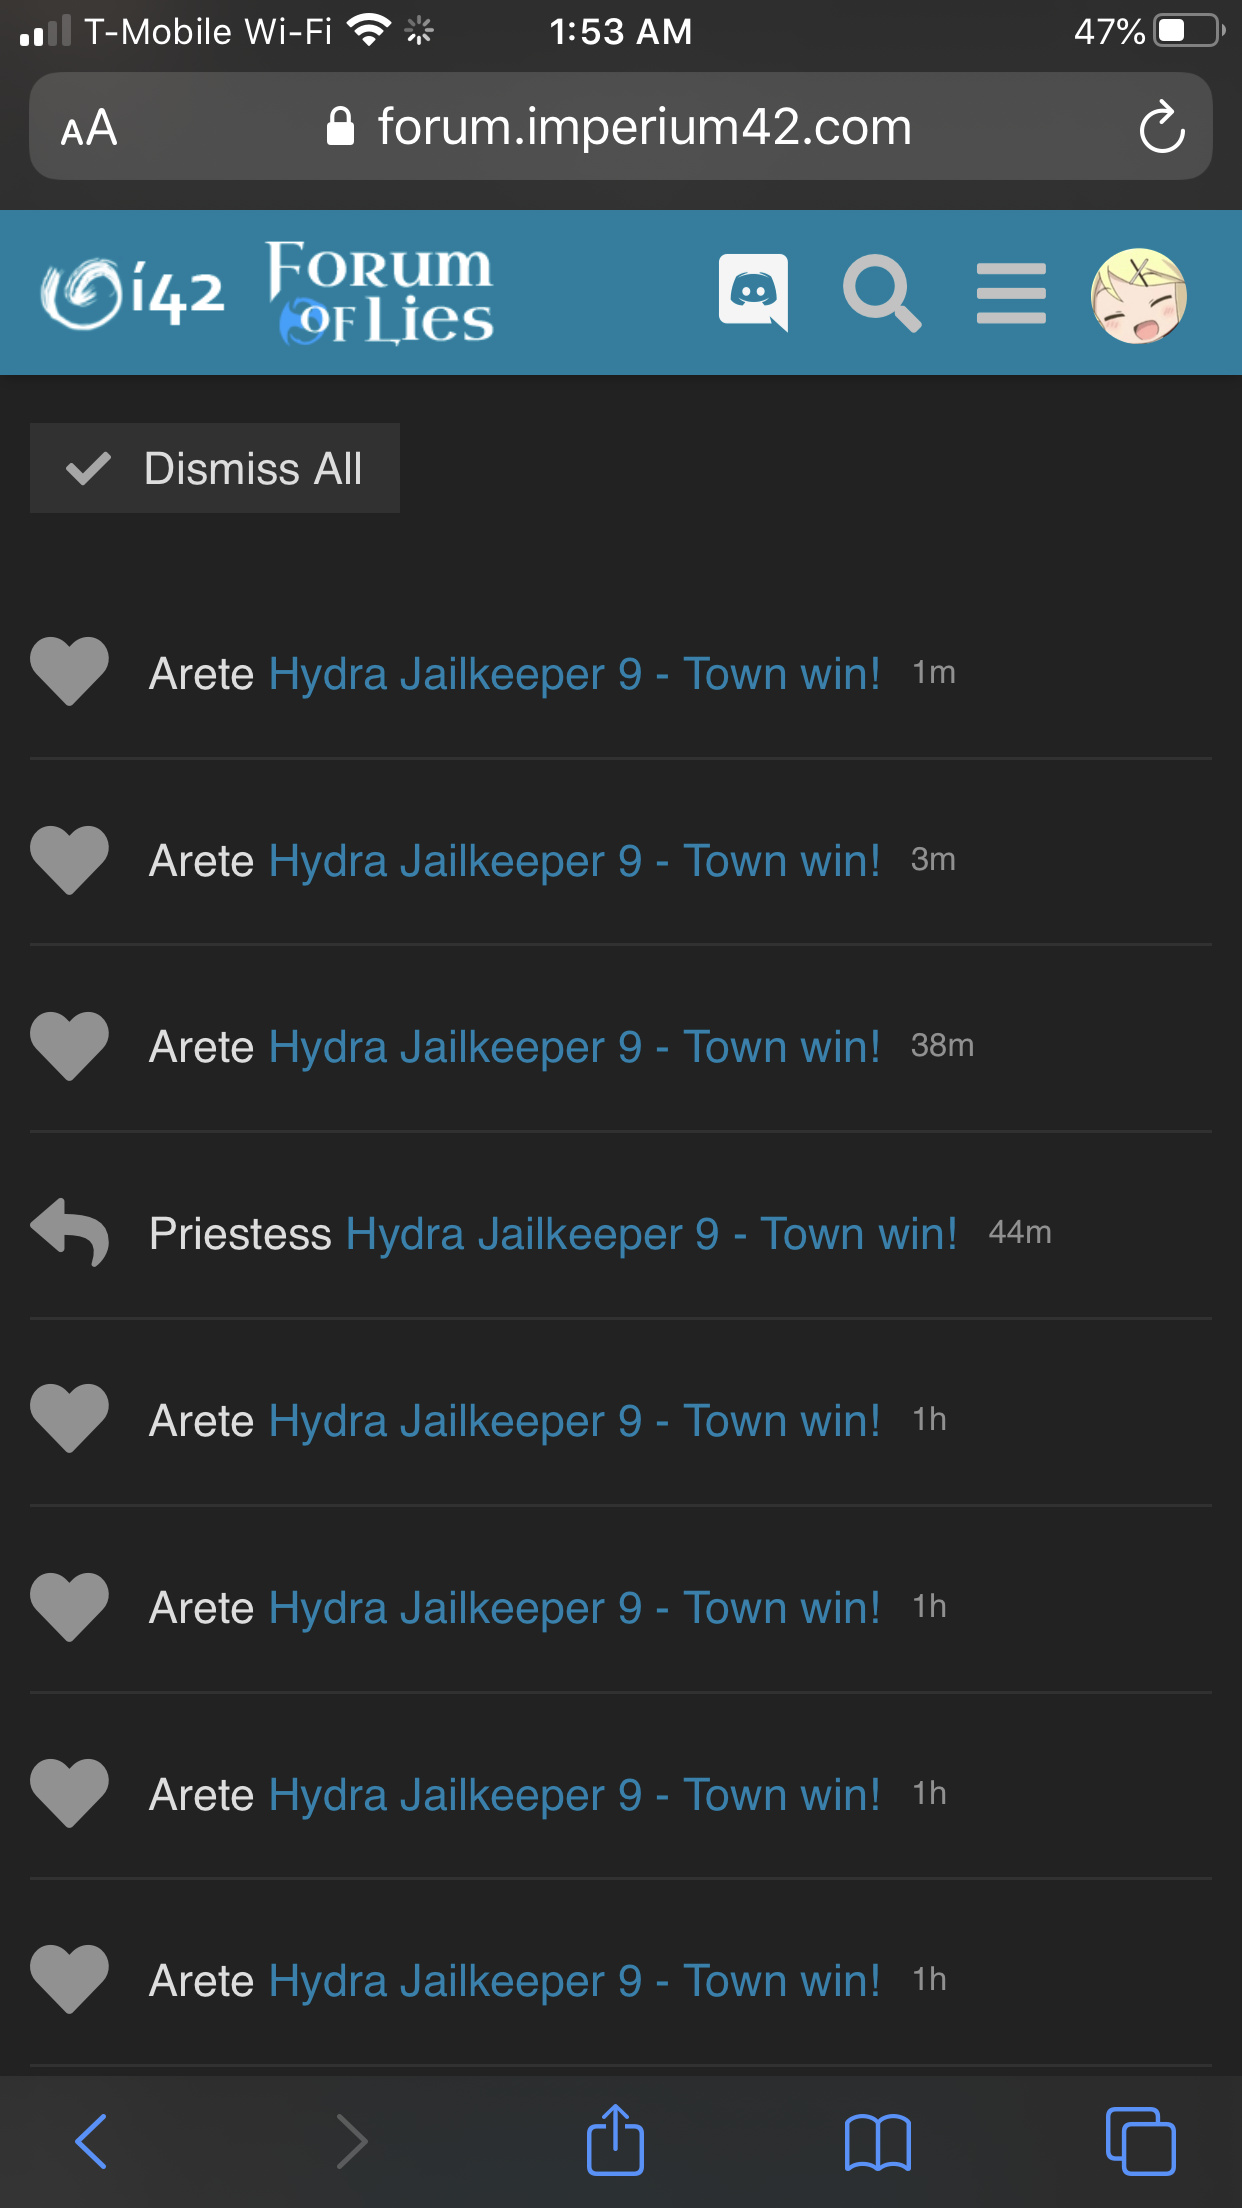 T-Mobile Wi-Fi 1:53 AM 47%
AA forum.imperium42.com
i42 Forum of Lies
Dismiss All
Arete Hydra Jailkeeper 9 - Town win! 1m
Arete Hydra Jailkeeper 9 - Town win! 3m
Arete Hydra Jailkeeper 9 - Town win! 38m
Priestess Hydra Jailkeeper 9 - Town win! 44m
Arete Hydra Jailkeeper 9 - Town win! 1h
Arete Hydra Jailkeeper 9 - Town win! 1h
Arete Hydra Jailkeeper 9 - Town win! 1h
Arete Hydra Jailkeeper 9 - Town win! 1h